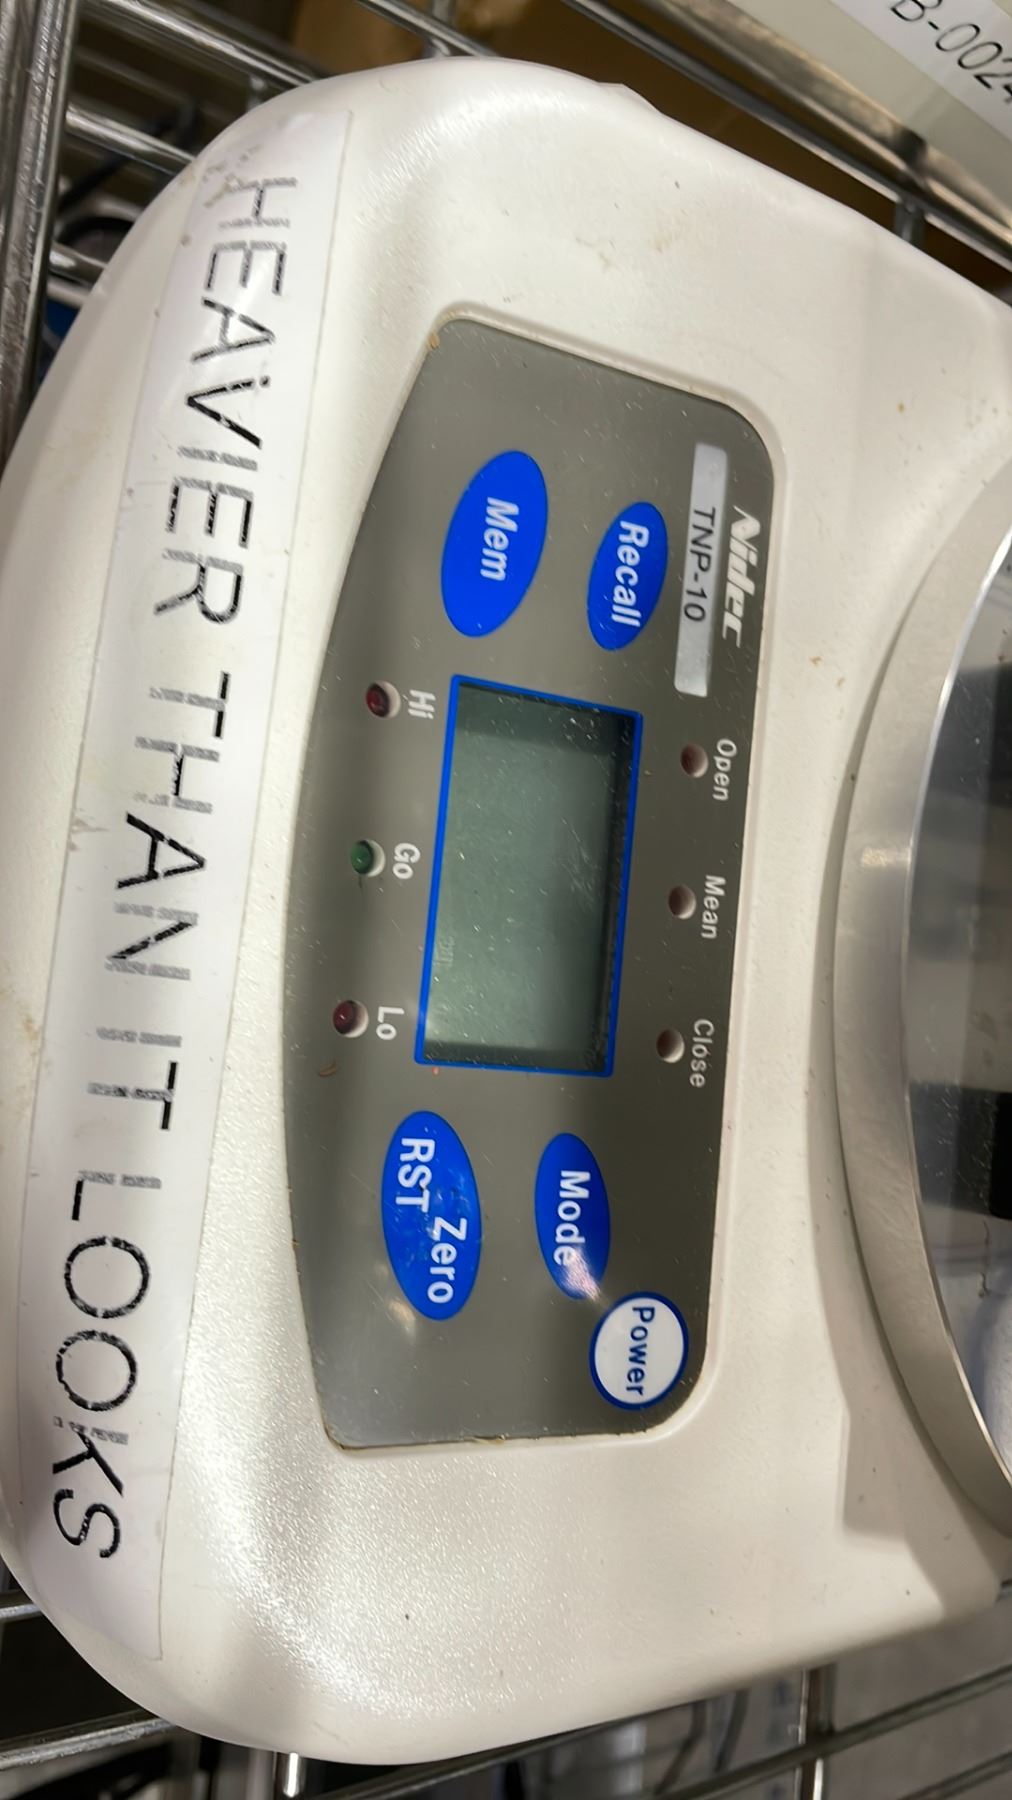 B-0024
Nidec
TNP-10
Open
Mean
Close
Recall
Mode
Power
Mem
Zero
RST
Hi
Go
Lo
HEAVIER THAN IT LOOKS